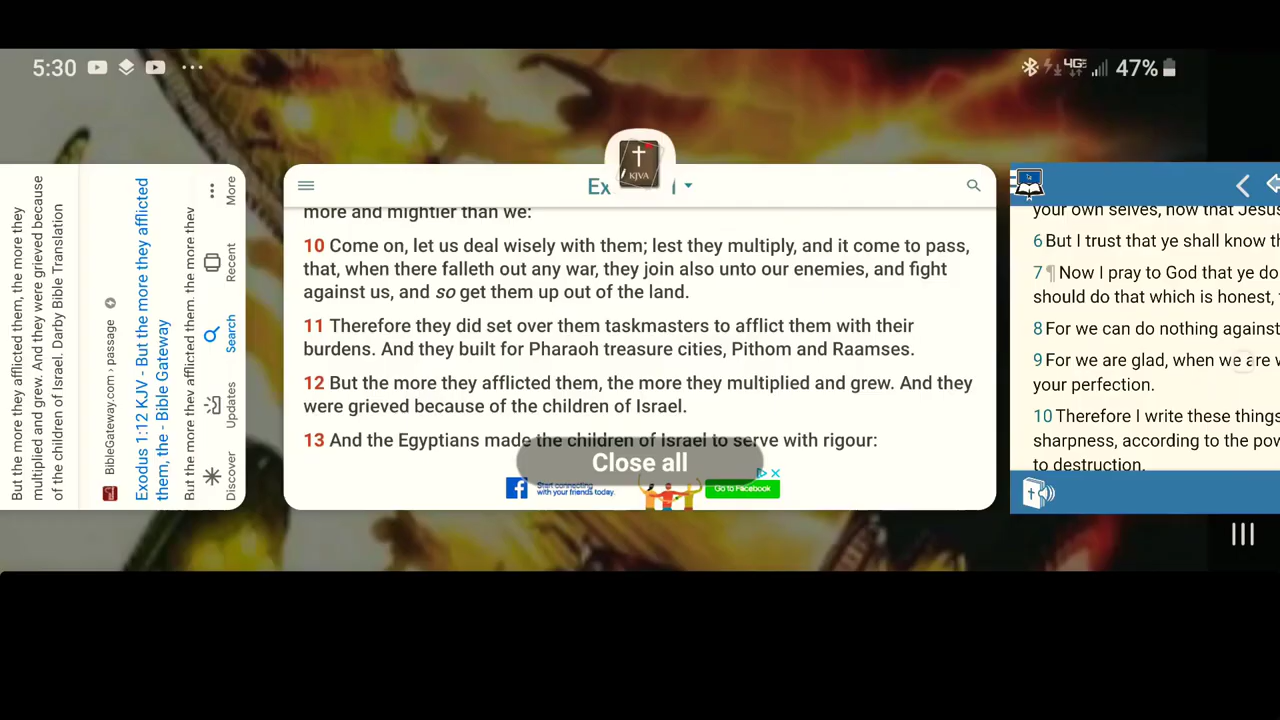 5:30
47%
But the more they afflicted them, the more they
multiplied and grew. And they were grieved because
of the children of Israel. Darby Bible Translation
BibleGateway.com › passage
Exodus 1:12 KJV - But the more they afflicted
them, the - Bible Gateway
But the more they afflicted them, the more they
More
Recent
Search
Updates
Discover
KJVA
Ex
more and mightier than we:
10 Come on, let us deal wisely with them; lest they multiply, and it come to pass,
that, when there falleth out any war, they join also unto our enemies, and fight
against us, and so get them up out of the land.
11 Therefore they did set over them taskmasters to afflict them with their
burdens. And they built for Pharaoh treasure cities, Pithom and Raamses.
12 But the more they afflicted them, the more they multiplied and grew. And they
were grieved because of the children of Israel.
13 And the Egyptians made the children of Israel to serve with rigour:
Close all
Start connecting
with your friends today.
Go to Facebook
your own selves, how that Jesus
6 But I trust that ye shall know th
7 ¶ Now I pray to God that ye do
should do that which is honest,
8 For we can do nothing against
9 For we are glad, when we are w
your perfection.
10 Therefore I write these things
sharpness, according to the pow
to destruction.